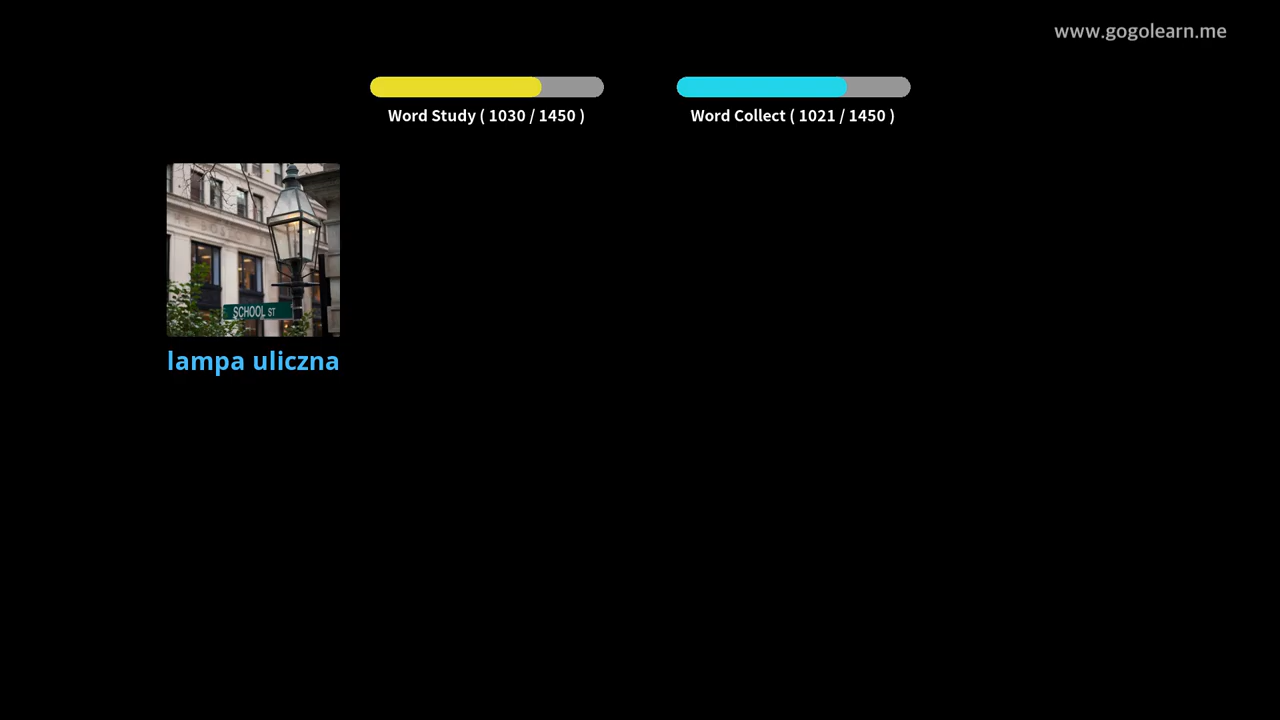 www.gogolearn.me
Word Study ( 1030 / 1450 )
Word Collect ( 1021 / 1450 )
SCHOOL ST
lampa uliczna